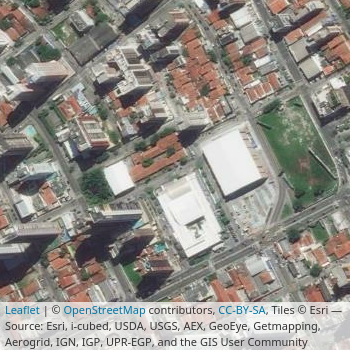 Leaflet | © OpenStreetMap contributors, CC-BY-SA, Tiles © Esri —
Source: Esri, i-cubed, USDA, USGS, AEX, GeoEye, Getmapping,
Aerogrid, IGN, IGP, UPR-EGP, and the GIS User Community